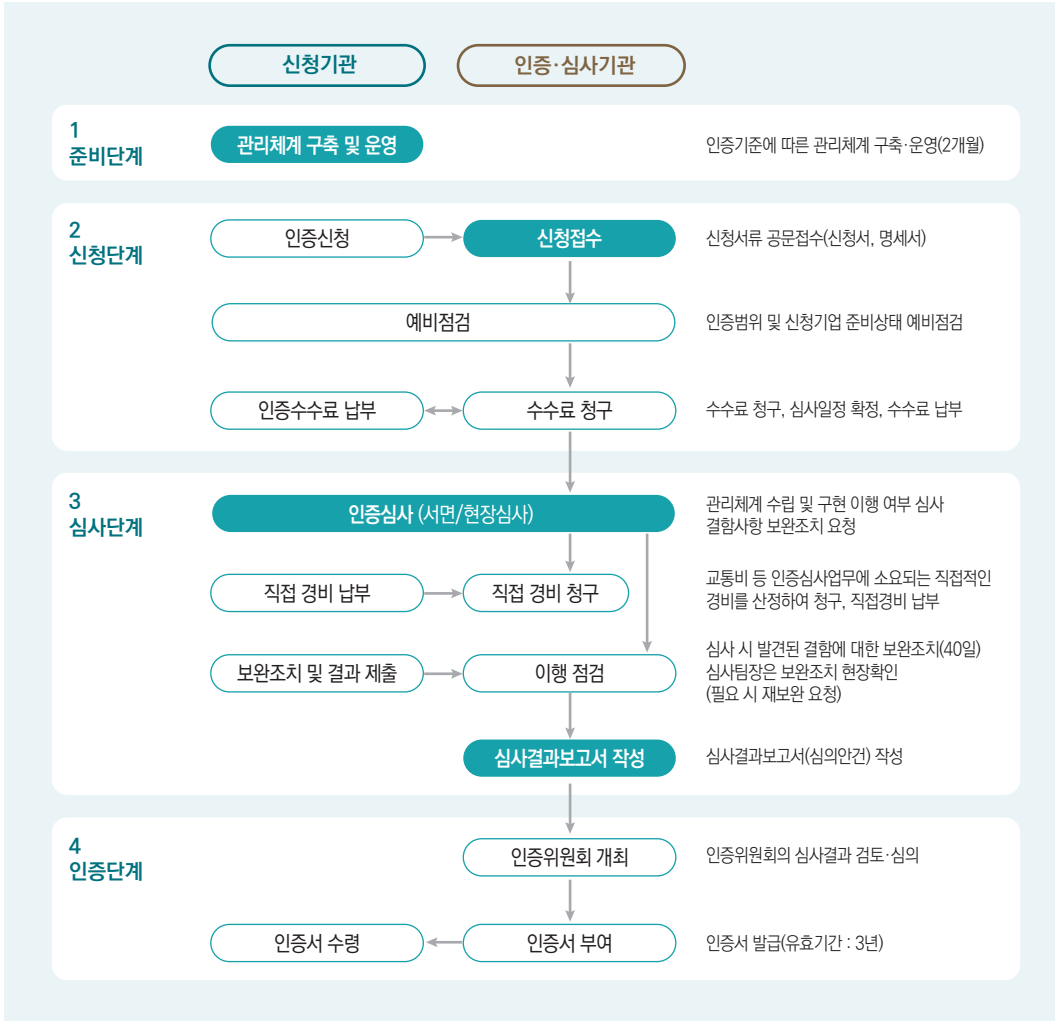 신청기관
인증·심사기관
1
준비단계
관리체계 구축 및 운영
인증기준에 따른 관리체계 구축·운영(2개월)
2
신청단계
인증신청
신청접수
신청서류 공문접수(신청서, 명세서)
예비점검
인증범위 및 신청기업 준비상태 예비점검
인증수수료 납부
수수료 청구
수수료 청구, 심사일정 확정, 수수료 납부
3
심사단계
인증심사 (서면/현장심사)
관리체계 수립 및 구현 이행 여부 심사
결함사항 보완조치 요청
직접 경비 납부
직접 경비 청구
교통비 등 인증심사업무에 소요되는 직접적인
경비를 산정하여 청구, 직접경비 납부
보완조치 및 결과 제출
이행 점검
심사 시 발견된 결함에 대한 보완조치(40일)
심사팀장은 보완조치 현장확인
(필요 시 재보완 요청)
심사결과보고서 작성
심사결과보고서(심의안건) 작성
4
인증단계
인증위원회 개최
인증위원회의 심사결과 검토·심의
인증서 수령
인증서 부여
인증서 발급(유효기간 : 3년)